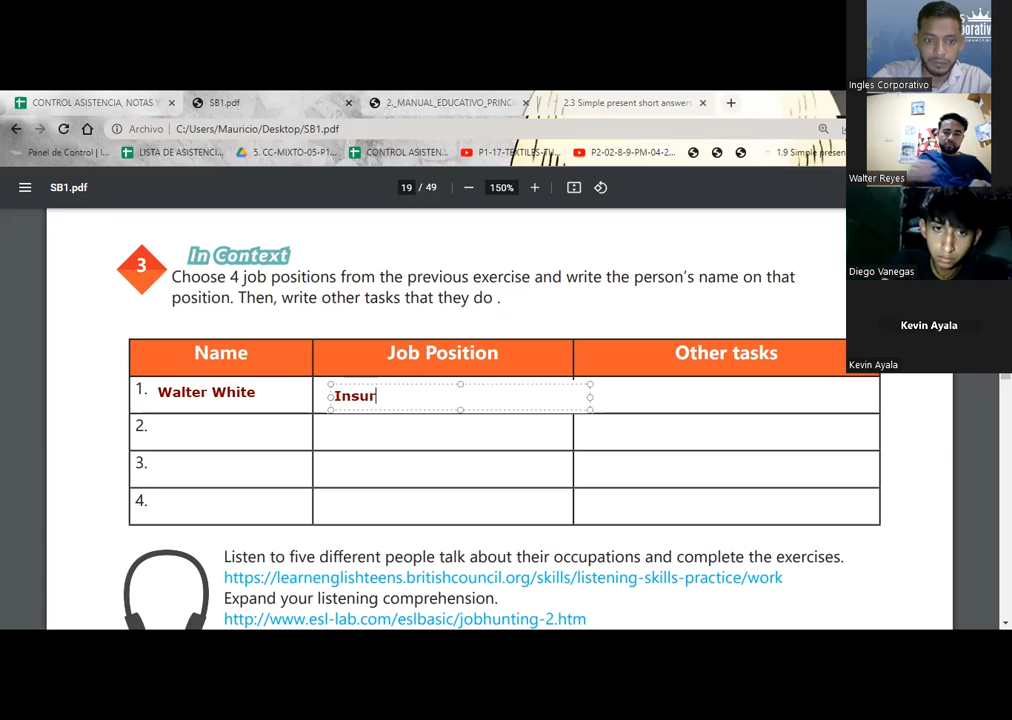 CONTROL ASISTENCIA, NOTAS Y
SB1.pdf
2._MANUAL_EDUCATIVO_PRINC
2.3 Simple present short answers
Archivo
C:/Users/Mauricio/Desktop/SB1.pdf
Panel de Control | I...
LISTA DE ASISTENCI...
5. CC-MIXTO-05-P1...
CONTROL ASISTEN...
P1-17-TEXTILES-TU
P2-02-8-9-PM-04-2...
1.9 Simple presen
SB1.pdf
19 / 49
150%
3
In Context
Choose 4 job positions from the previous exercise and write the person's name on that
position. Then, write other tasks that they do .
Name
Job Position
Other tasks
1. Walter White
Insur
2.
3.
4.
Listen to five different people talk about their occupations and complete the exercises.
https://learnenglishteens.britishcouncil.org/skills/listening-skills-practice/work
Expand your listening comprehension.
http://www.esl-lab.com/eslbasic/jobhunting-2.htm
Ingles Corporativo
Walter Reyes
Diego Vanegas
Kevin Ayala
Kevin Ayala